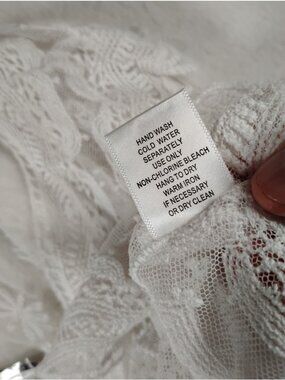 HAND WASH
COLD WATER
SEPARATELY
USE ONLY
NON-CHLORINE BLEACH
HANG TO DRY
WARM IRON
IF NECESSARY
OR DRY CLEAN